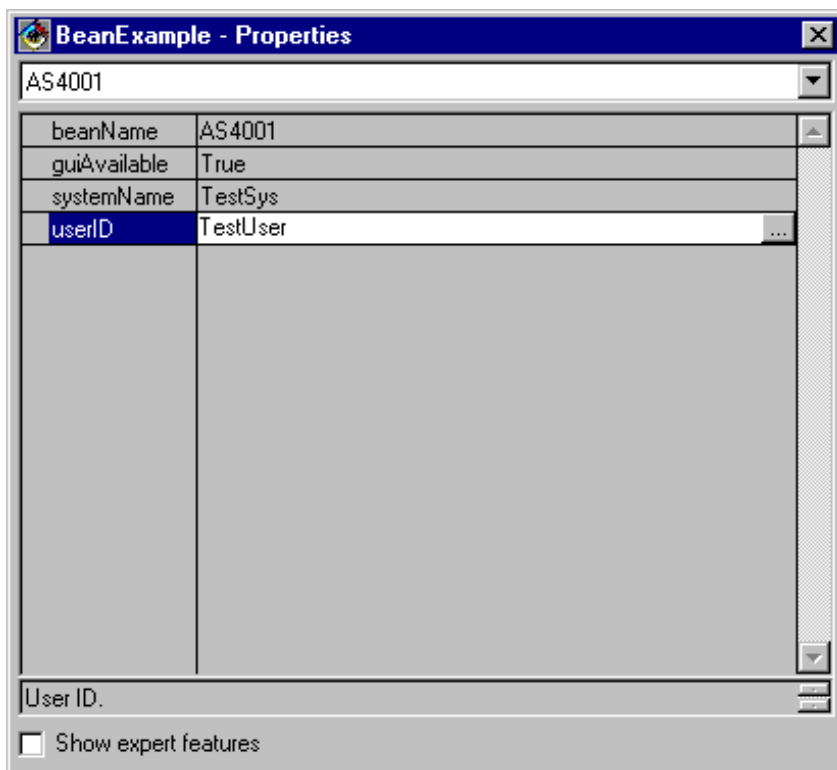 BeanExample - Properties
AS4001
beanName AS4001
guiAvailable True
systemName TestSys
userID TestUser ...
User ID.
Show expert features